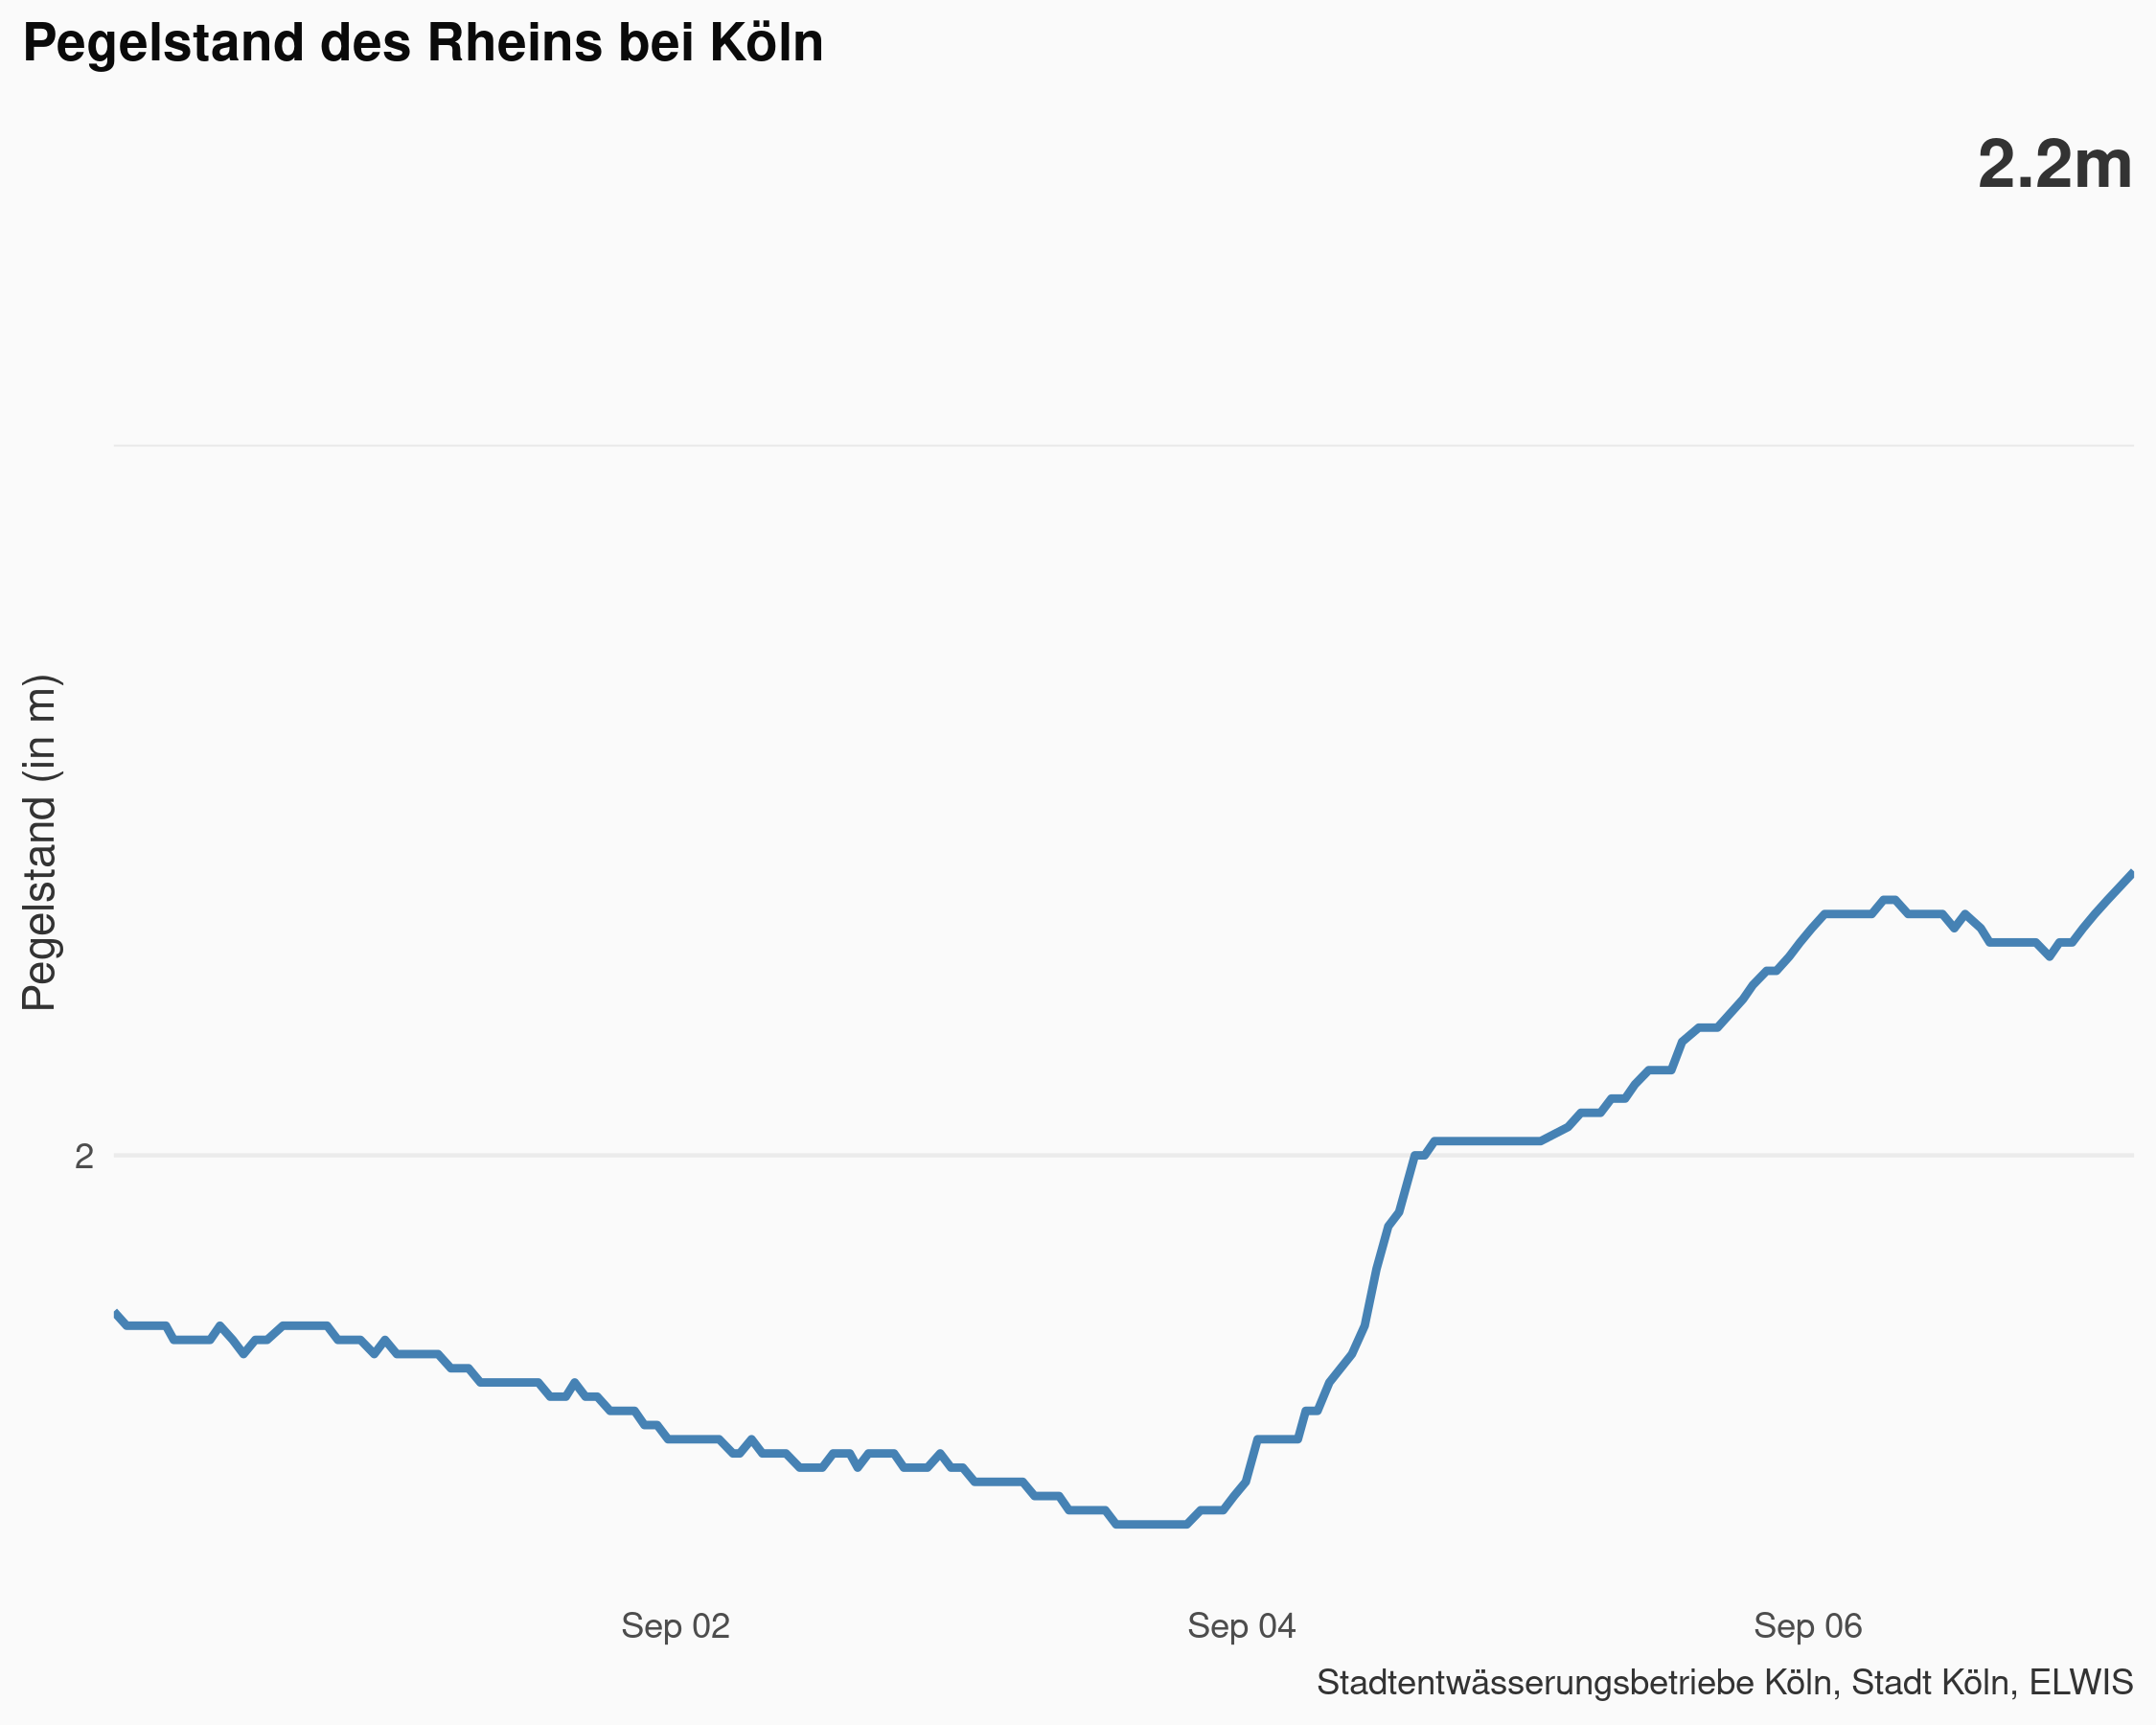 Pegelstand des Rheins bei Köln
2.2m
Pegelstand (in m)
2
Sep 02
Sep 04
Sep 06
Stadtentwässerungsbetriebe Köln, Stadt Köln, ELWIS